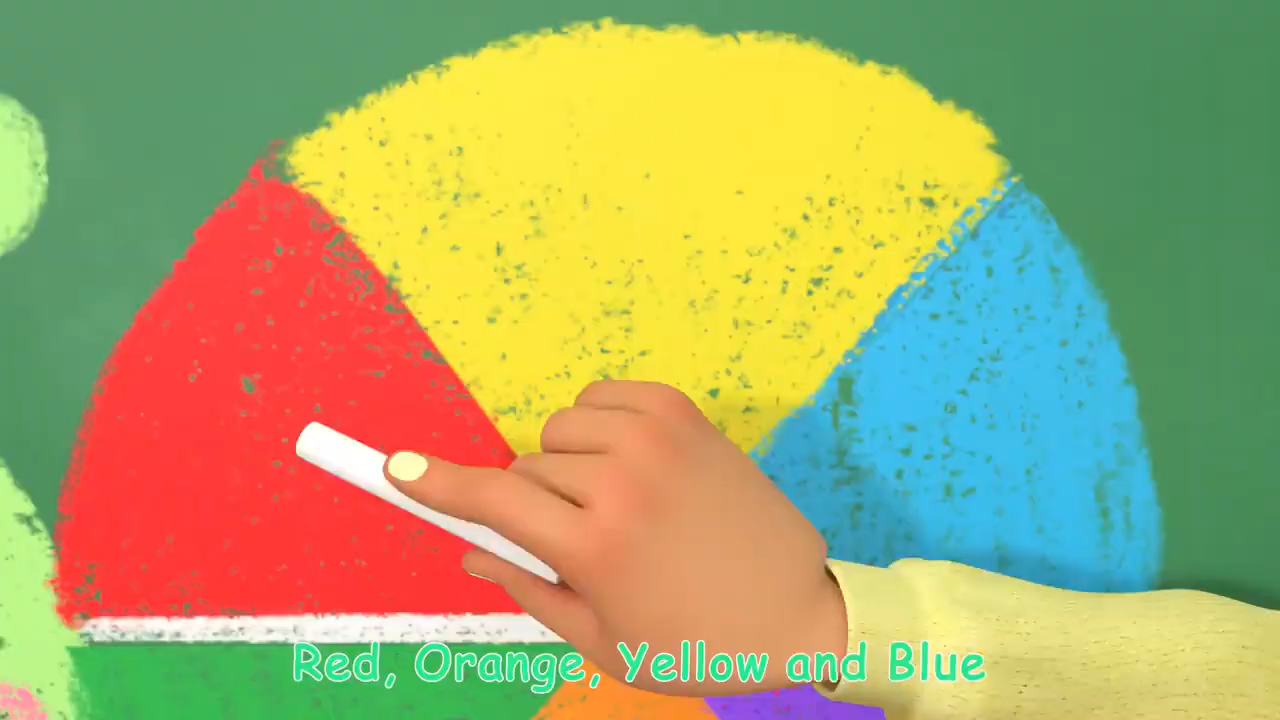 Red, Orange, Yellow and Blue